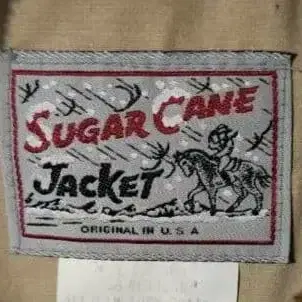 SUGAR CANE
JACKET
ORIGINAL IN U.S A